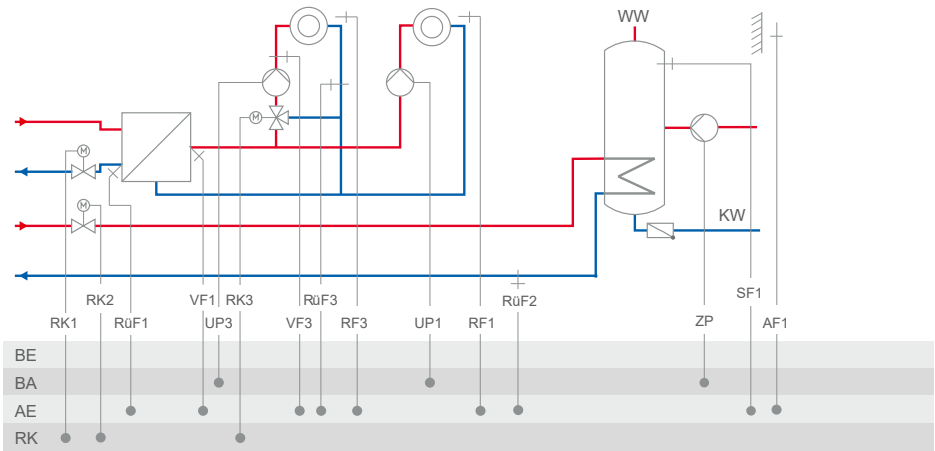 WW
M
M
M
KW
RK2 VF1 RK3 RüF3 RüF2 SF1
RK1 RüF1 UP3 VF3 RF3 UP1 RF1 ZP AF1
BE
BA
AE
RK